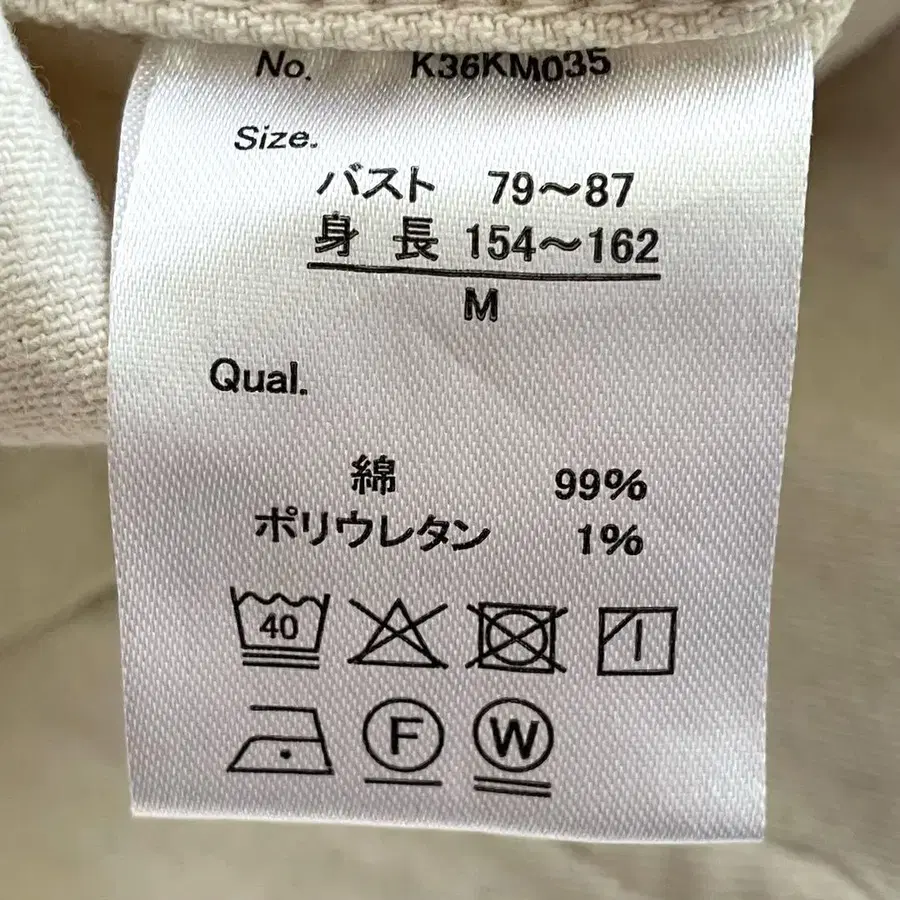 No. K36KM035
Size.
バスト 79～87
身長 154～162
M
Qual.
綿 99%
ポリウレタン 1%
40
F W